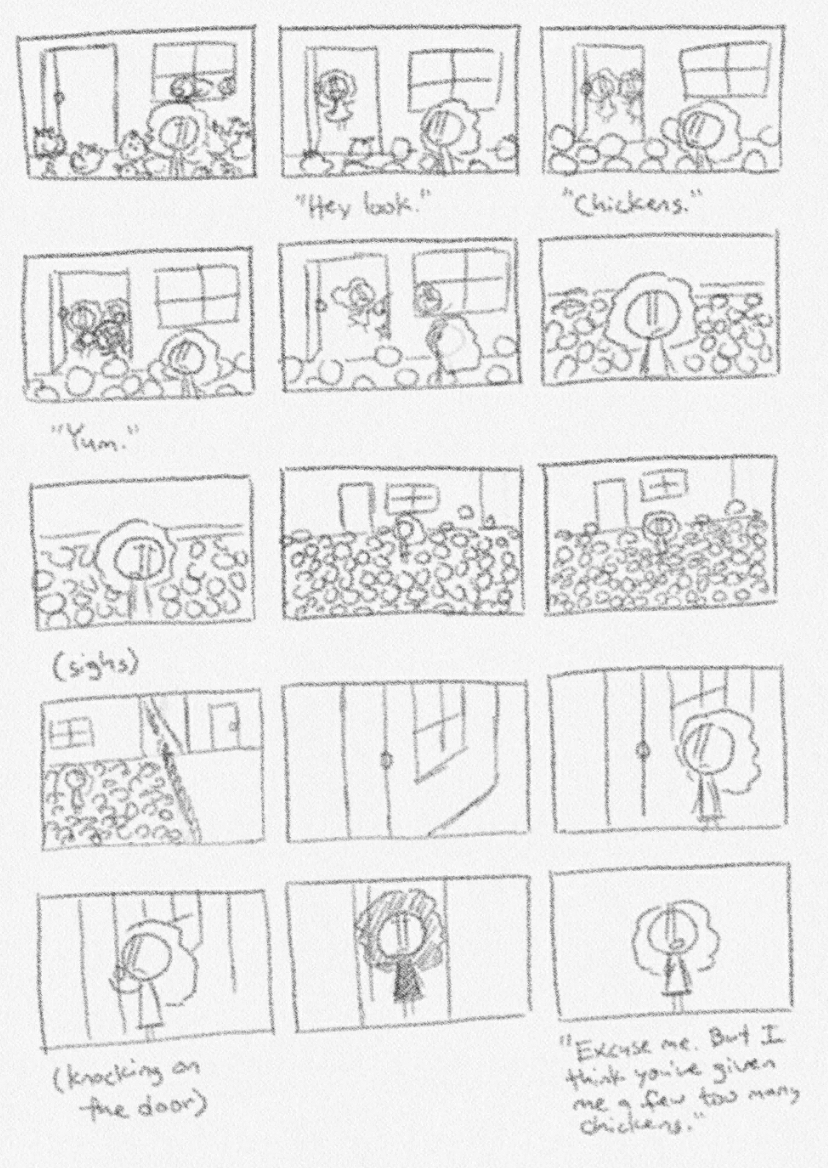 "Hey look."
"Chickens."
"Yum."
(sighs)
(knocking on
the door)
"Excuse me. But I
think you've given
me a few too many
chickens."